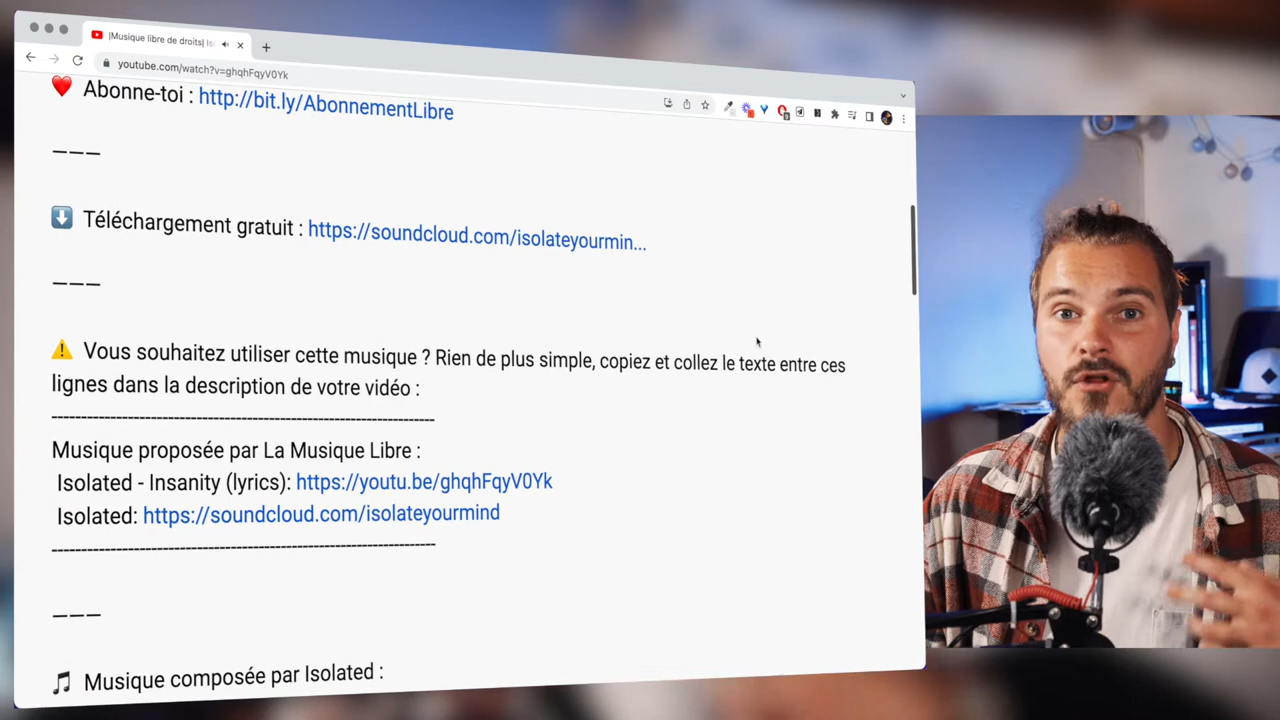 |Musique libre de droits| Iso
youtube.com/watch?v=ghqhFqyV0Yk
❤️ Abonne-toi : http://bit.ly/AbonnementLibre
———
⬇️ Téléchargement gratuit : https://soundcloud.com/isolateyourmin...
———
⚠️ Vous souhaitez utiliser cette musique ? Rien de plus simple, copiez et collez le texte entre ces
lignes dans la description de votre vidéo :
Musique proposée par La Musique Libre :
Isolated - Insanity (lyrics): https://youtu.be/ghqhFqyV0Yk
Isolated: https://soundcloud.com/isolateyourmind
———
🎵 Musique composée par Isolated :